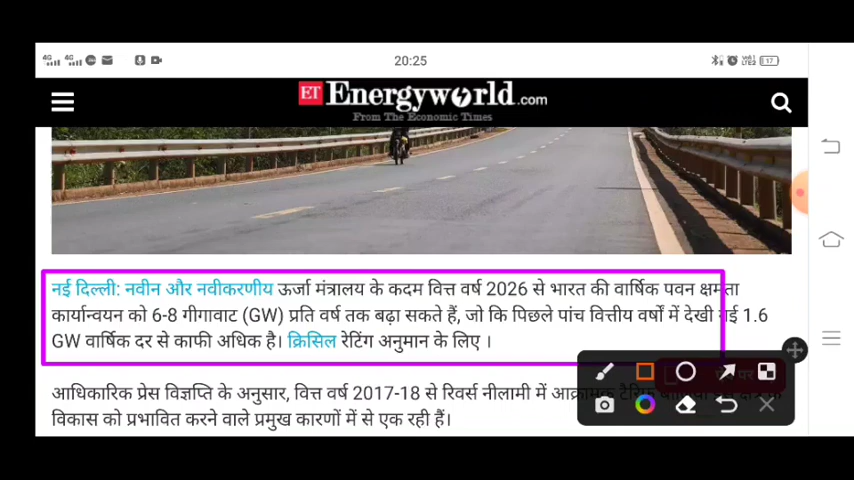 20:25
ET Energyworld.com
From The Economic Times
नई दिल्ली: नवीन और नवीकरणीय ऊर्जा मंत्रालय के कदम वित्त वर्ष 2026 से भारत की वार्षिक पवन क्षमता
कार्यान्वयन को 6-8 गीगावाट (GW) प्रति वर्ष तक बढ़ा सकते हैं, जो कि पिछले पांच वित्तीय वर्षों में देखी गई 1.6
GW वार्षिक दर से काफी अधिक है। क्रिसिल रेटिंग अनुमान के लिए ।
आधिकारिक प्रेस विज्ञप्ति के अनुसार, वित्त वर्ष 2017-18 से रिवर्स नीलामी में आक्रामक टैरिफ
विकास को प्रभावित करने वाले प्रमुख कारणों में से एक रही हैं।